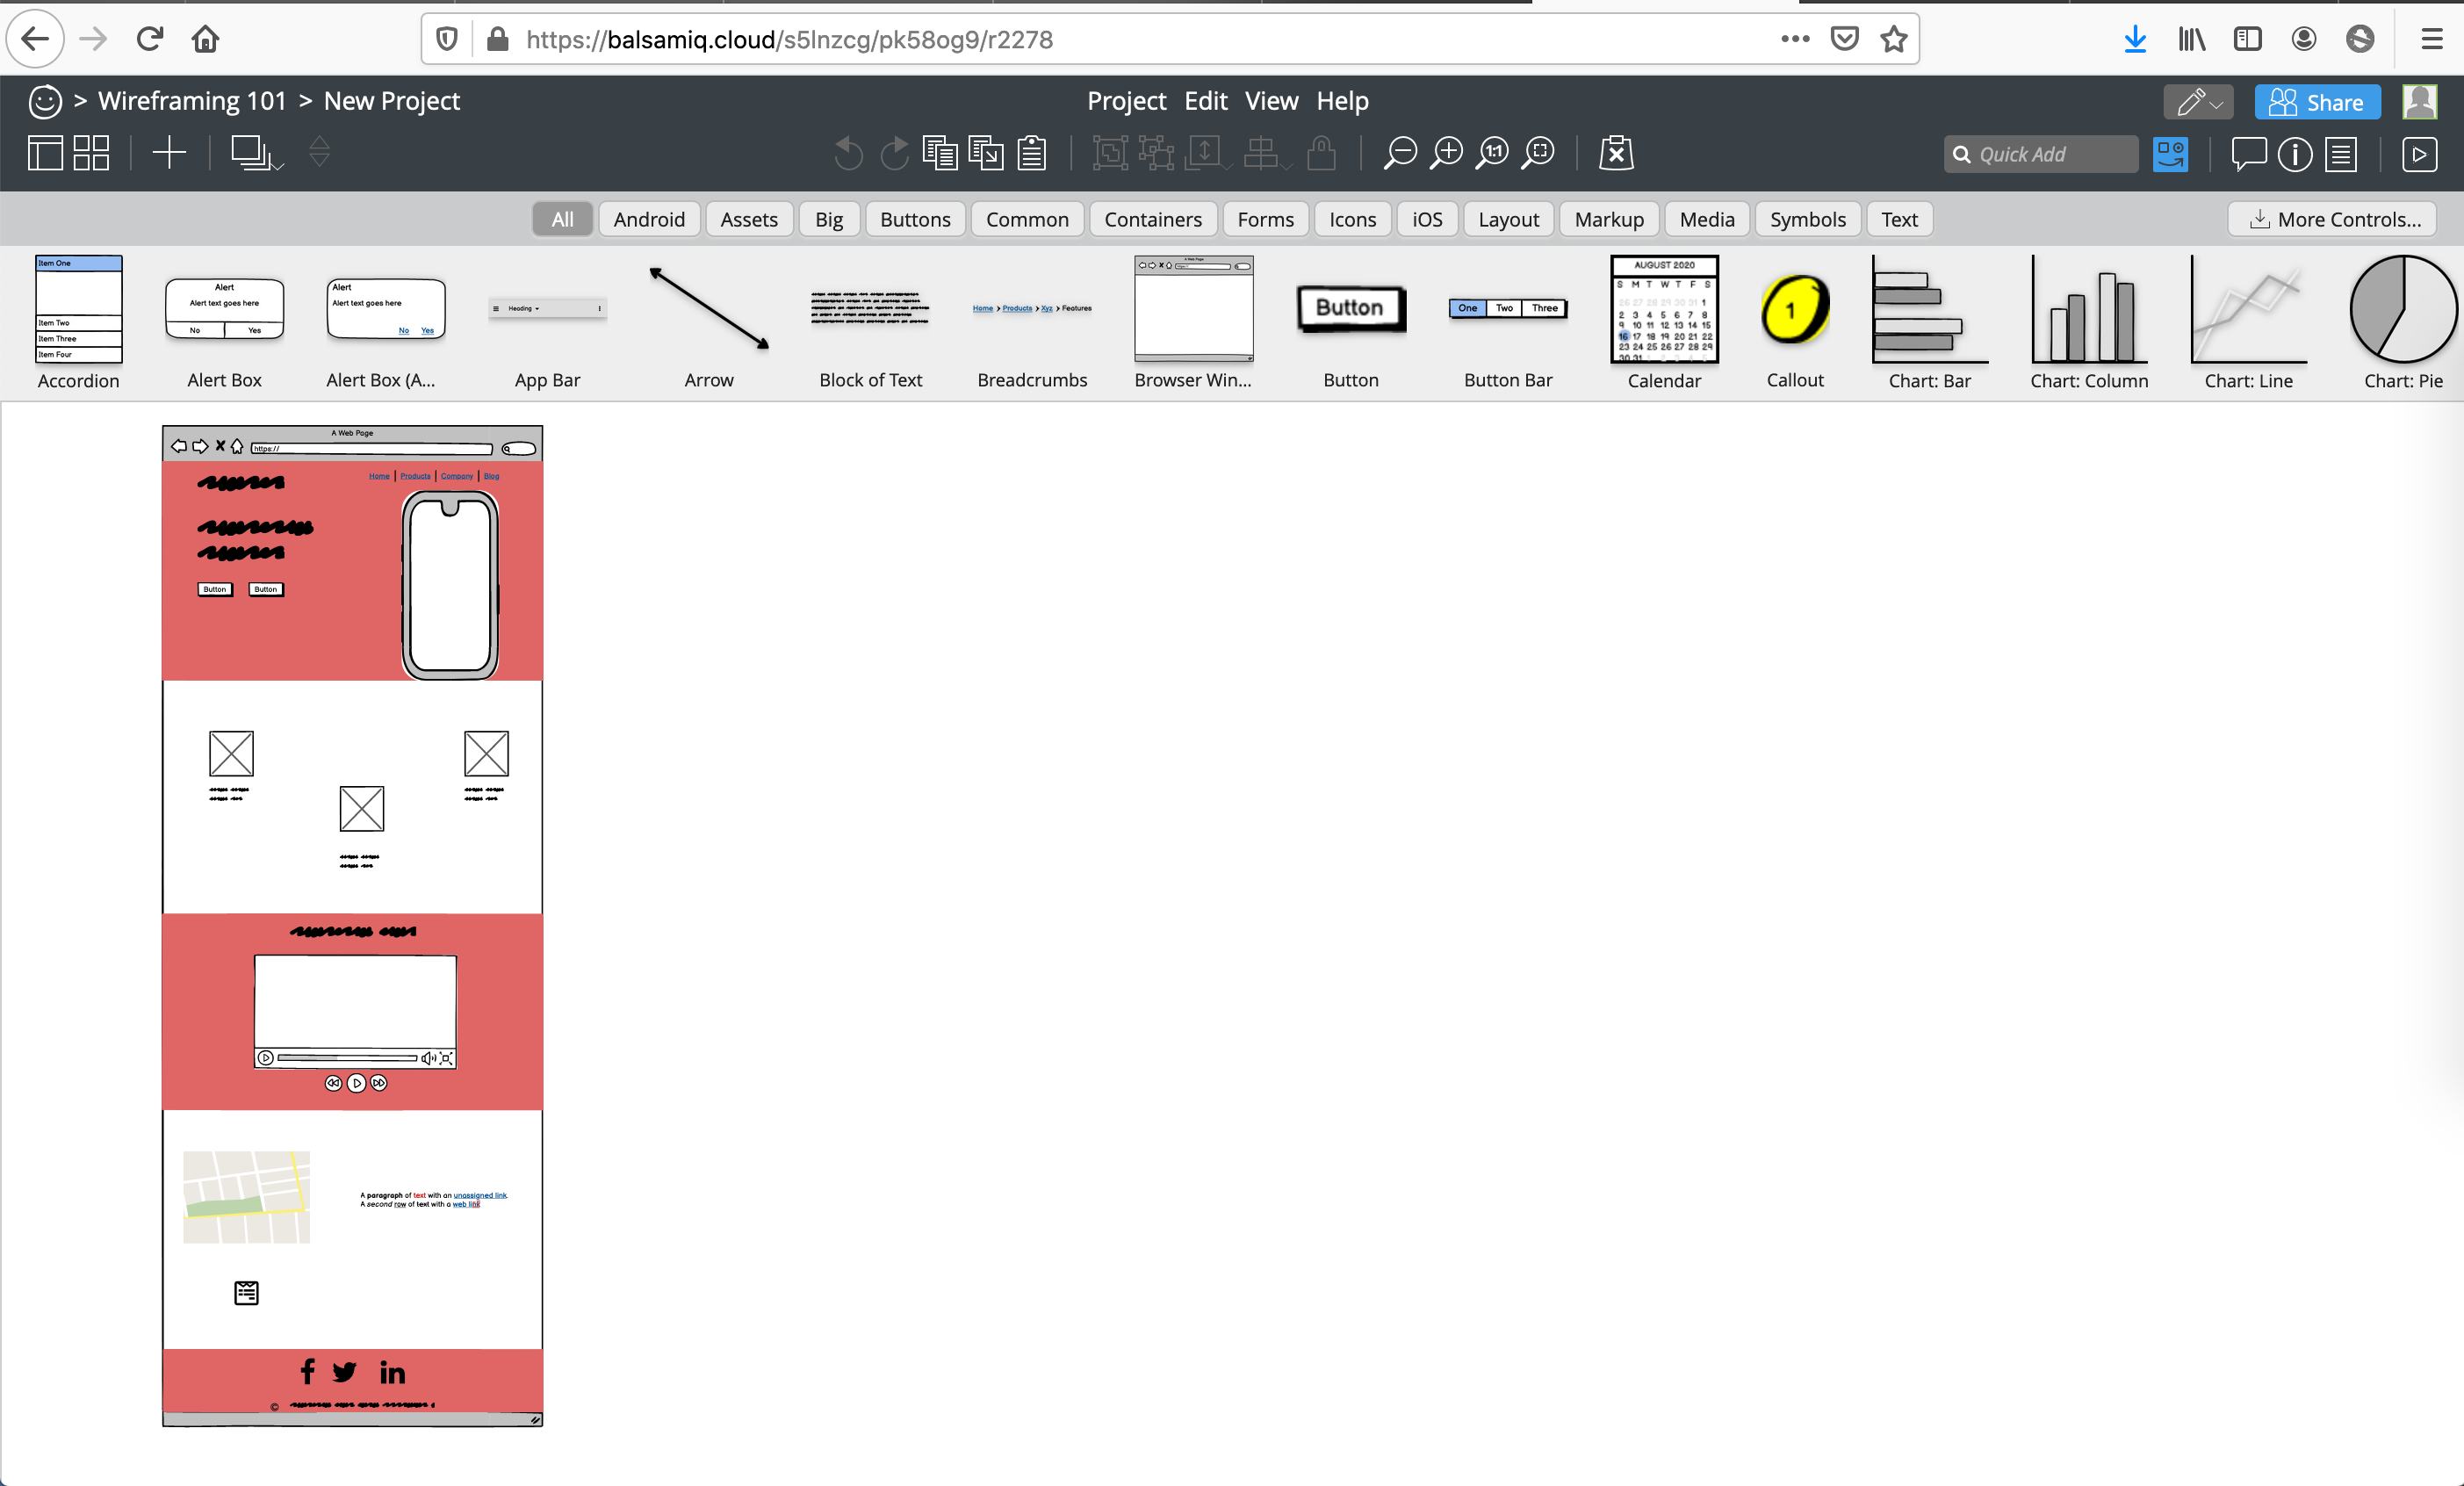 https://balsamiq.cloud/s5lnzcg/pk58og9/r2278
> Wireframing 101 > New Project
Project Edit View Help
Share
1:1
Quick Add
All Android Assets Big Buttons Common Containers Forms Icons iOS Layout Markup Media Symbols Text
More Controls...
Item One
Item Two
Item Three
Item Four
Accordion
Alert
Alert text goes here
No Yes
Alert Box
Alert
Alert text goes here
No Yes
Alert Box (A...
Heading
App Bar
Arrow
Block of Text
Home > Products > Xyz > Features
Breadcrumbs
A Web Page
https://
Browser Win...
Button
Button
One Two Three
Button Bar
AUGUST 2020
S M T W T F S
26 27 28 29 30 31 1
2 3 4 5 6 7 8
9 10 11 12 13 14 15
16 17 18 19 20 21 22
23 24 25 26 27 28 29
30 31 1 2 3 4 5
Calendar
1
Callout
Chart: Bar
Chart: Column
Chart: Line
Chart: Pie
A Web Page
https://
Home | Products | Company | Blog
Button Button
A paragraph of text with an unassigned link.
A second row of text with a web link
f in
©